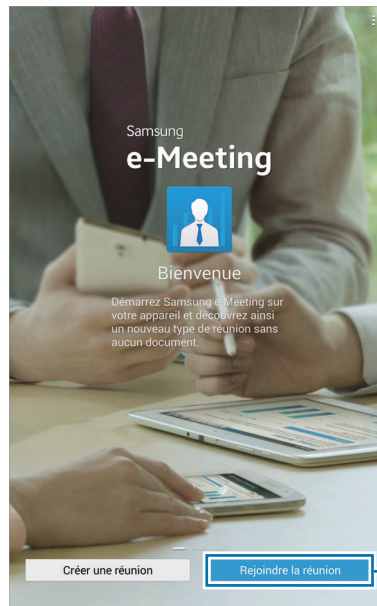 Samsung
e-Meeting
Bienvenue
Démarrez Samsung e-Meeting sur
votre appareil et découvrez ainsi
un nouveau type de réunion sans
aucun document.
Créer une réunion
Rejoindre la réunion